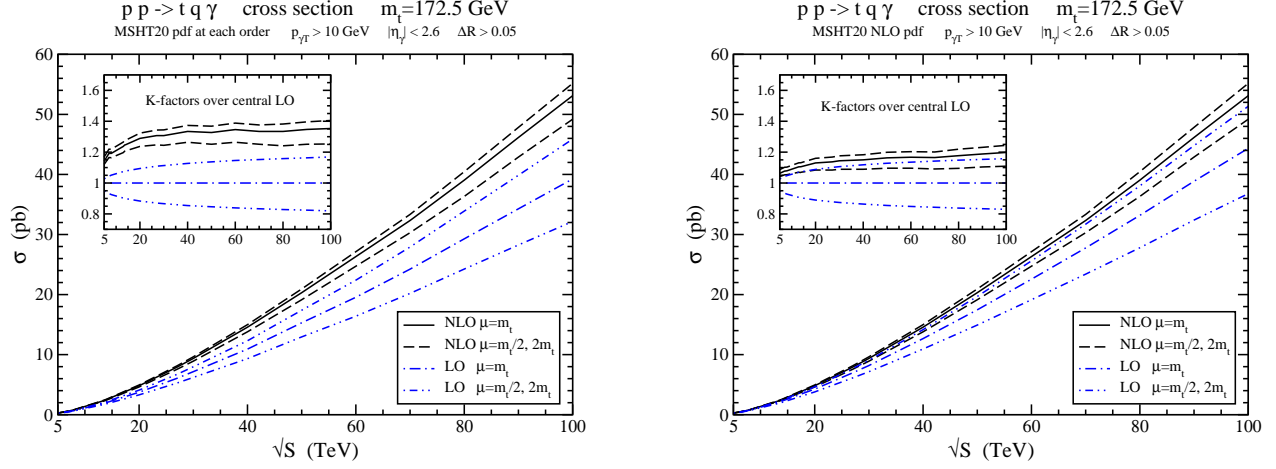 p p -> t q γ cross section m_t=172.5 GeV
MSHT20 pdf at each order p_γT > 10 GeV |η_γ| < 2.6 ΔR > 0.05
60
50
40
30
20
10
0
σ (pb)
K-factors over central LO
1.6
1.4
1.2
1
0.8
5 20 40 60 80 100
NLO μ=m_t
NLO μ=m_t/2, 2m_t
LO μ=m_t
LO μ=m_t/2, 2m_t
5 20 40 60 80 100
√S (TeV)
p p -> t q γ cross section m_t=172.5 GeV
MSHT20 NLO pdf p_γT > 10 GeV |η_γ| < 2.6 ΔR > 0.05
60
50
40
30
20
10
0
σ (pb)
K-factors over central LO
1.6
1.4
1.2
1
0.8
5 20 40 60 80 100
NLO μ=m_t
NLO μ=m_t/2, 2m_t
LO μ=m_t
LO μ=m_t/2, 2m_t
5 20 40 60 80 100
√S (TeV)